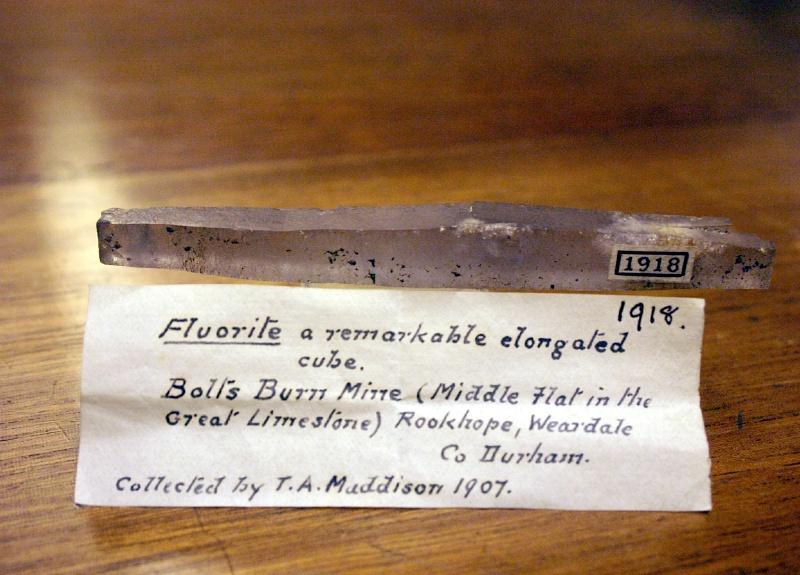 1918
1918.
Fluorite a remarkable elongated
cube.
Bolt's Burn Mine (Middle Flat in the
Great Limestone) Rookhope, Weardale
Co Durham.
Collected by T.A. Maddison 1907.